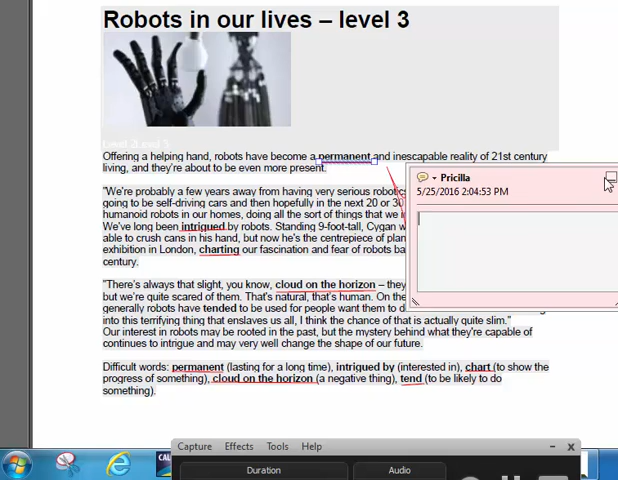 Robots in our lives – level 3
Offering a helping hand, robots have become a permanent and inescapable reality of 21st century
living, and they're about to be even more present.
"We're probably a few years away from having very serious robotic
going to be self-driving cars and then hopefully in the next 20 or 30
humanoid robots in our homes, doing all the sort of things that we
We've long been intrigued by robots. Standing 9-foot-tall, Cygan w
able to crush cans in his hand, but now he's the centrepiece of plan
exhibition in London, charting our fascination and fear of robots ba
century.
"There's always that slight, you know, cloud on the horizon – they
but we're quite scared of them. That's natural, that's human. On the
generally robots have tended to be used for people want them to d
into this terrifying thing that enslaves us all, I think the chance of that is actually quite slim."
Our interest in robots may be rooted in the past, but the mystery behind what they're capable of
continues to intrigue and may very well change the shape of our future.
Difficult words: permanent (lasting for a long time), intrigued by (interested in), chart (to show the
progress of something), cloud on the horizon (a negative thing), tend (to be likely to do
something).
Pricilla
5/25/2016 2:04:53 PM
Capture Effects Tools Help
Duration Audio
CAL